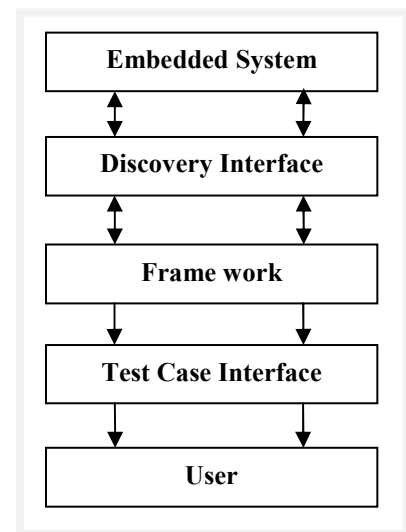 Embedded System
Discovery Interface
Frame work
Test Case Interface
User